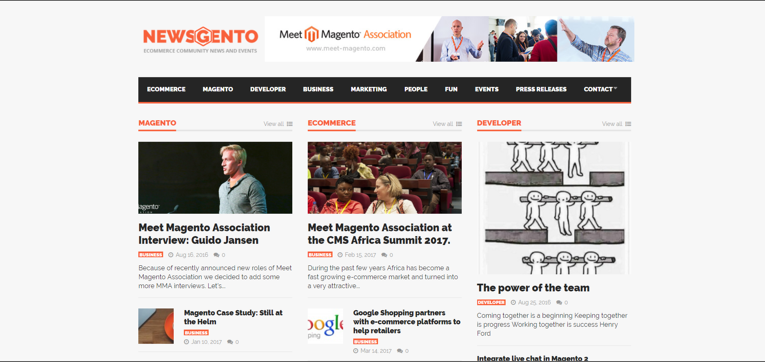 NEWSGENTO
ECOMMERCE COMMUNITY NEWS AND EVENTS
Meet Magento Association
www.meet-magento.com
ECOMMERCE MAGENTO DEVELOPER BUSINESS MARKETING PEOPLE FUN EVENTS PRESS RELEASES CONTACT
MAGENTO View all
Magento
Meet Magento Association
Interview: Guido Jansen
BUSINESS Aug 16, 2016 0
Because of recently announced new roles of Meet
Magento Association we decided to add some
more MMA interviews. Let's...
Magento Case Study: Still at
the Helm
BUSINESS
Jan 10, 2017 0
ECOMMERCE View all
Meet Magento Association at
the CMS Africa Summit 2017.
BUSINESS Feb 15, 2017 0
During the past few years Africa has become a
fast growing e-commerce market and turned into
a very attractive...
Google Shopping partners
with e-commerce platforms to
help retailers
BUSINESS
Mar 14, 2017 0
DEVELOPER View all
The power of the team
DEVELOPER Aug 25, 2016 0
Coming together is a beginning Keeping together
is progress Working together is success Henry
Ford
Integrate live chat in Magento 2